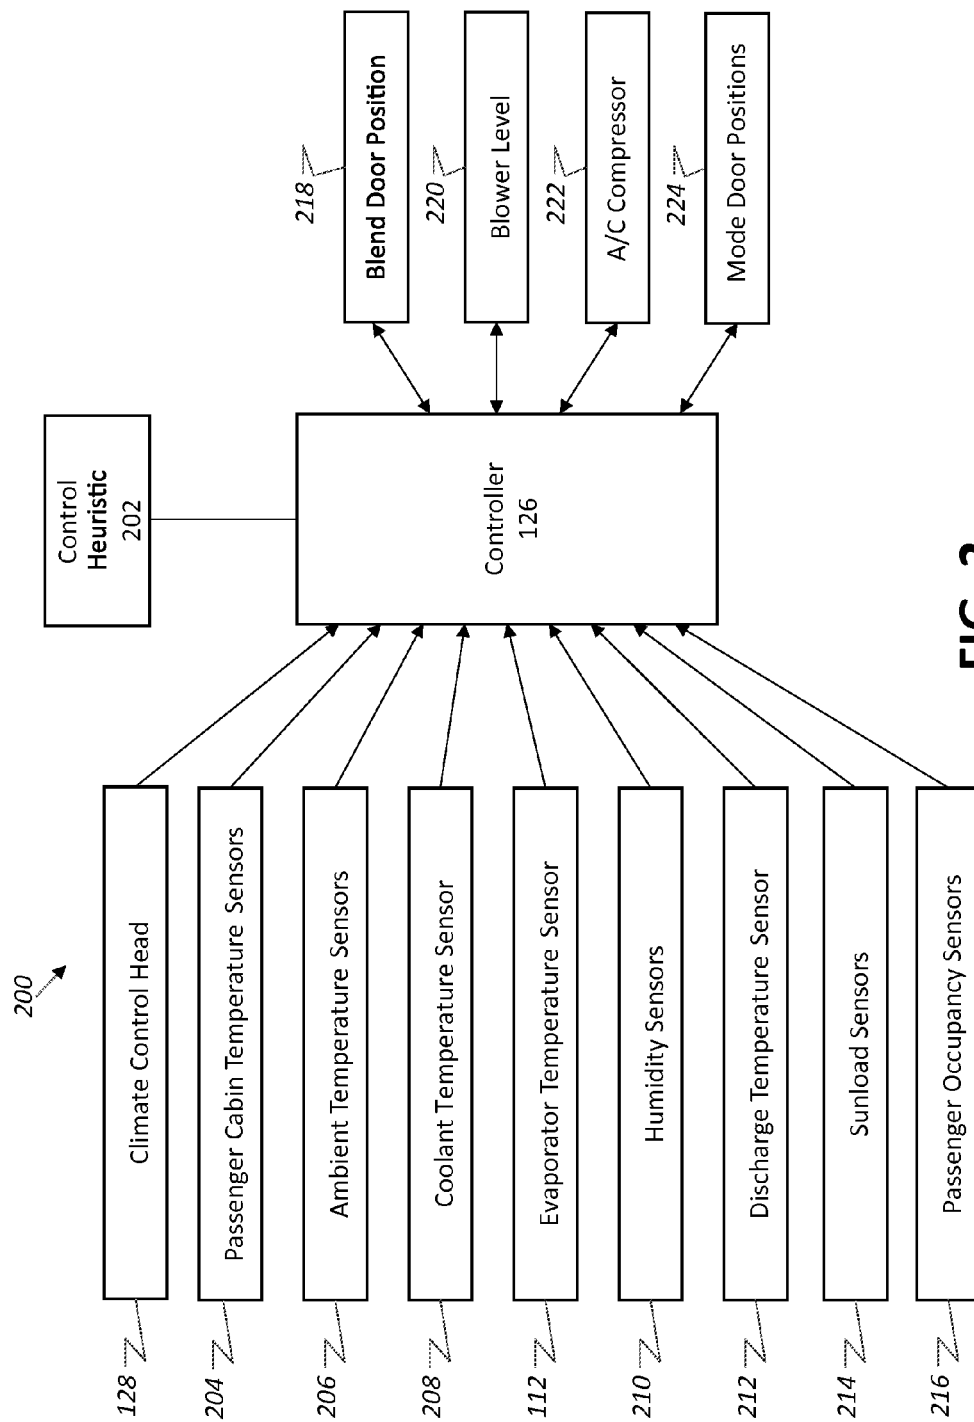 200
128
Climate Control Head
204
Passenger Cabin Temperature Sensors
206
Ambient Temperature Sensors
208
Coolant Temperature Sensor
112
Evaporator Temperature Sensor
210
Humidity Sensors
212
Discharge Temperature Sensor
214
Sunload Sensors
216
Passenger Occupancy Sensors
Control
Heuristic
202
Controller
126
218
Blend Door Position
220
Blower Level
222
A/C Compressor
224
Mode Door Positions